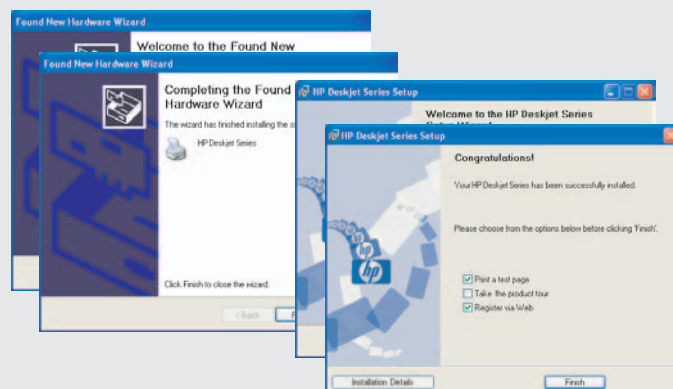 Found New Hardware Wizard
Welcome to the Found New
Found New Hardware Wizard
Completing the Found
Hardware Wizard
The wizard has finished installing the
HP Deskjet Series
Click Finish to close the wizard.
< Back
HP Deskjet Series Setup
Welcome to the HP Deskjet Series
HP Deskjet Series Setup
Congratulations!
Your HP Deskjet Series has been successfully installed.
Please choose from the options below before clicking 'Finish'.
Print a test page
Take the product tour
Register via Web
hp
hp
Installation Details
Finish